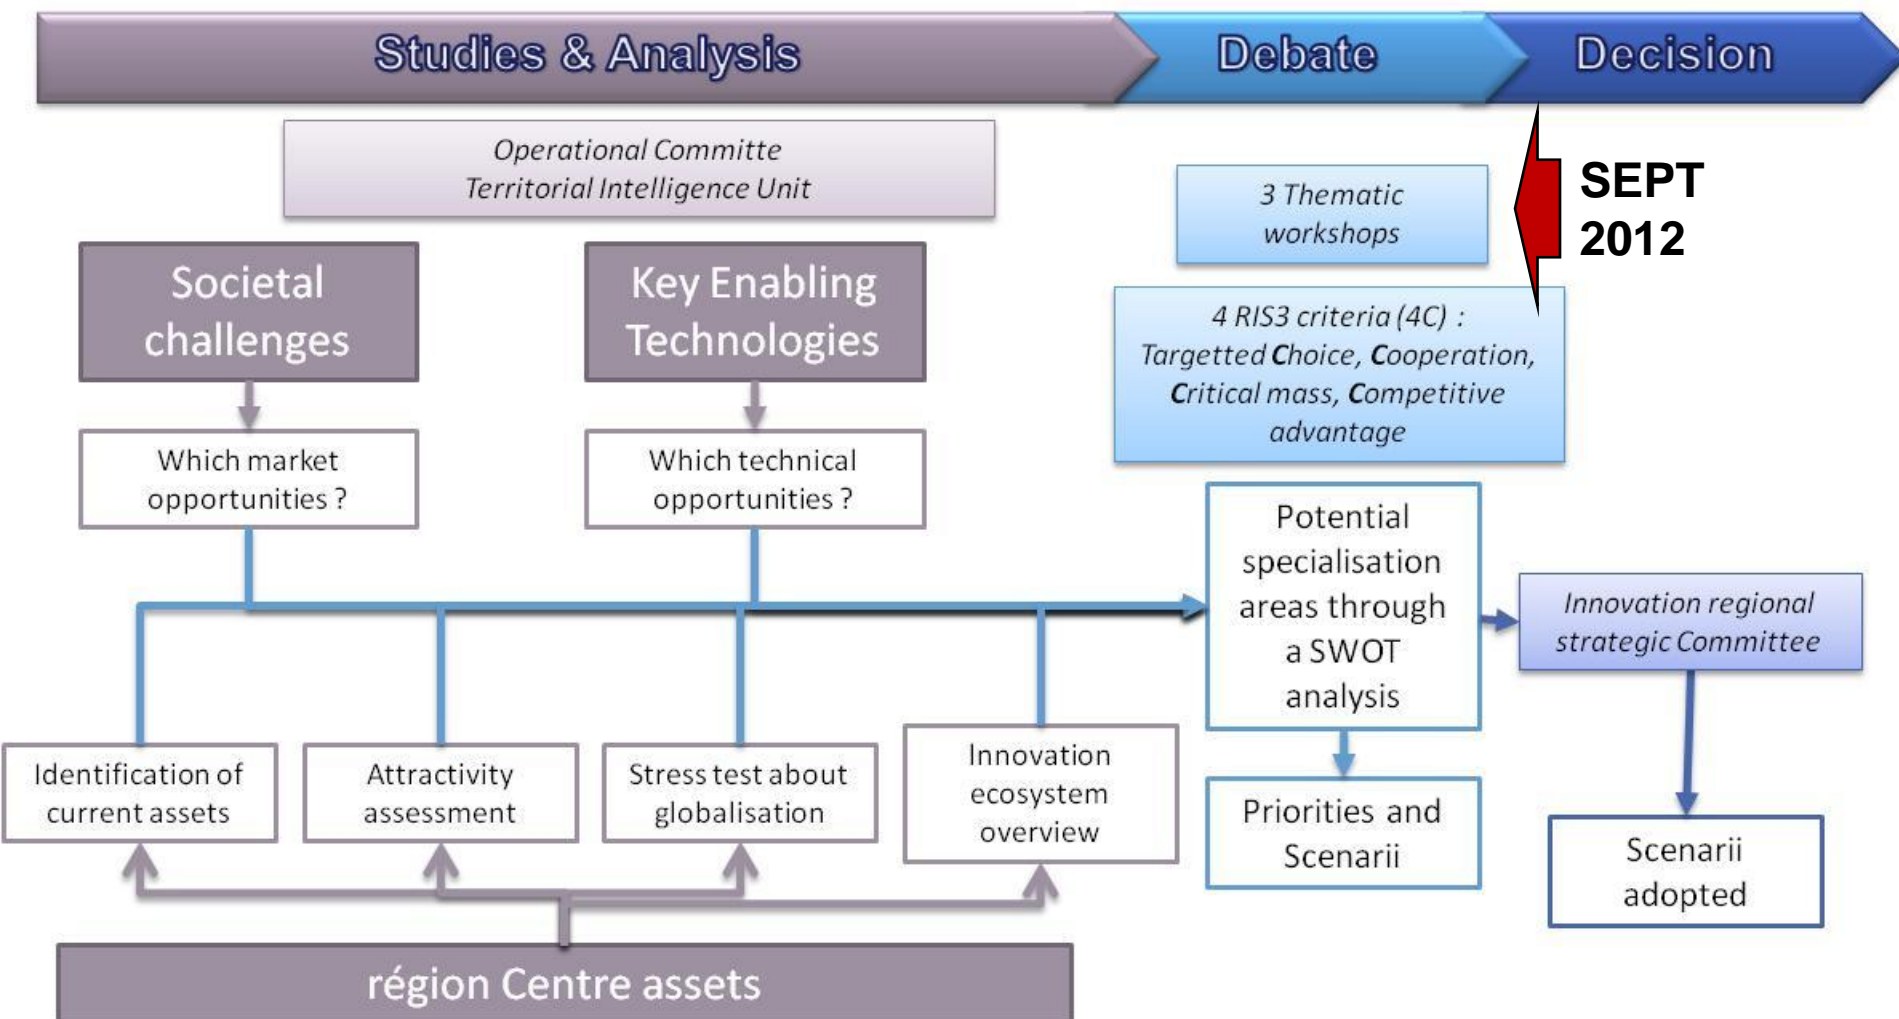 Studies & Analysis
Debate
Decision
Operational Committe
Territorial Intelligence Unit
3 Thematic
workshops
SEPT
2012
Societal
challenges
Key Enabling
Technologies
4 RIS3 criteria (4C) :
Targetted Choice, Cooperation,
Critical mass, Competitive
advantage
Which market
opportunities ?
Which technical
opportunities ?
Potential
specialisation
areas through
a SWOT
analysis
Innovation regional
strategic Committee
Identification of
current assets
Attractivity
assessment
Stress test about
globalisation
Innovation
ecosystem
overview
Priorities and
Scenarii
Scenarii
adopted
région Centre assets